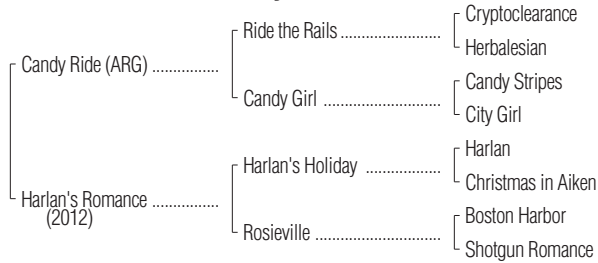 Cryptoclearance
Ride the Rails ........................
Herbalesian
Candy Ride (ARG) ................
Candy Stripes
Candy Girl ............................
City Girl
Harlan
Harlan's Holiday ..................
Christmas in Aiken
Harlan's Romance ................
(2012)
Boston Harbor
Rosieville ..............................
Shotgun Romance